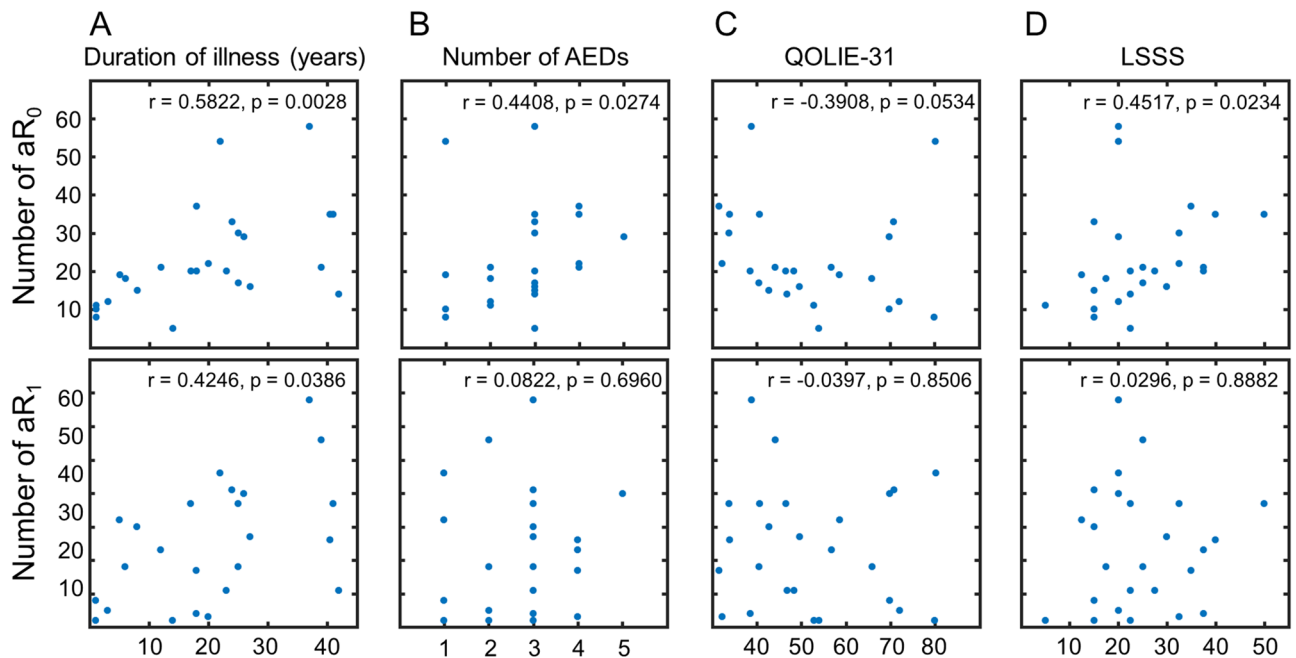 A B C D
Duration of illness (years) Number of AEDs QOLIE-31 LSSS
Number of aR0
60
50
40
30
20
10
r = 0.5822, p = 0.0028
r = 0.4408, p = 0.0274
r = -0.3908, p = 0.0534
r = 0.4517, p = 0.0234
Number of aR1
60
50
40
30
20
10
r = 0.4246, p = 0.0386
r = 0.0822, p = 0.6960
r = -0.0397, p = 0.8506
r = 0.0296, p = 0.8882
10 20 30 40 1 2 3 4 5 40 50 60 70 80 10 20 30 40 50